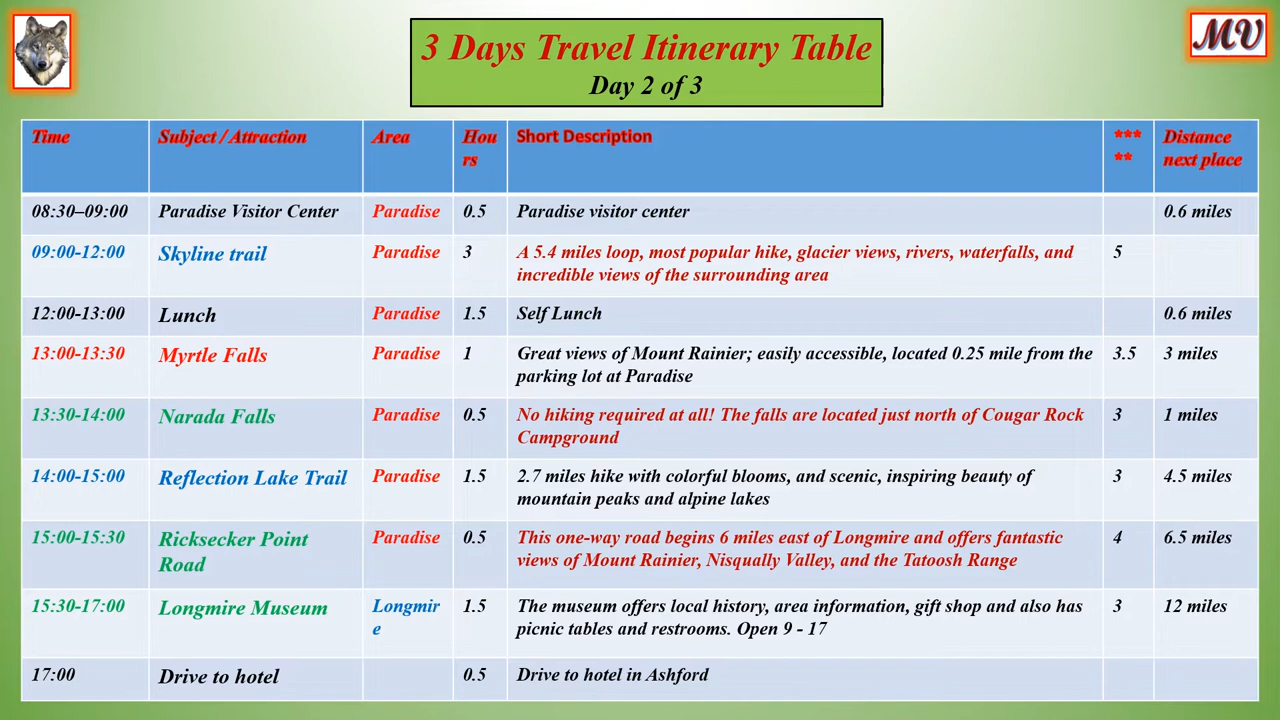 MV
3 Days Travel Itinerary Table
Day 2 of 3
Time Subject / Attraction Area Hou Short Description *** Distance
rs ** next place
08:30–09:00 Paradise Visitor Center Paradise 0.5 Paradise visitor center 0.6 miles
09:00-12:00 Skyline trail Paradise 3 A 5.4 miles loop, most popular hike, glacier views, rivers, waterfalls, and 5
incredible views of the surrounding area
12:00-13:00 Lunch Paradise 1.5 Self Lunch 0.6 miles
13:00-13:30 Myrtle Falls Paradise 1 Great views of Mount Rainier; easily accessible, located 0.25 mile from the 3.5 3 miles
parking lot at Paradise
13:30-14:00 Narada Falls Paradise 0.5 No hiking required at all! The falls are located just north of Cougar Rock 3 1 miles
Campground
14:00-15:00 Reflection Lake Trail Paradise 1.5 2.7 miles hike with colorful blooms, and scenic, inspiring beauty of 3 4.5 miles
mountain peaks and alpine lakes
15:00-15:30 Ricksecker Point Paradise 0.5 This one-way road begins 6 miles east of Longmire and offers fantastic 4 6.5 miles
Road views of Mount Rainier, Nisqually Valley, and the Tatoosh Range
15:30-17:00 Longmire Museum Longmir 1.5 The museum offers local history, area information, gift shop and also has 3 12 miles
e picnic tables and restrooms. Open 9 - 17
17:00 Drive to hotel 0.5 Drive to hotel in Ashford